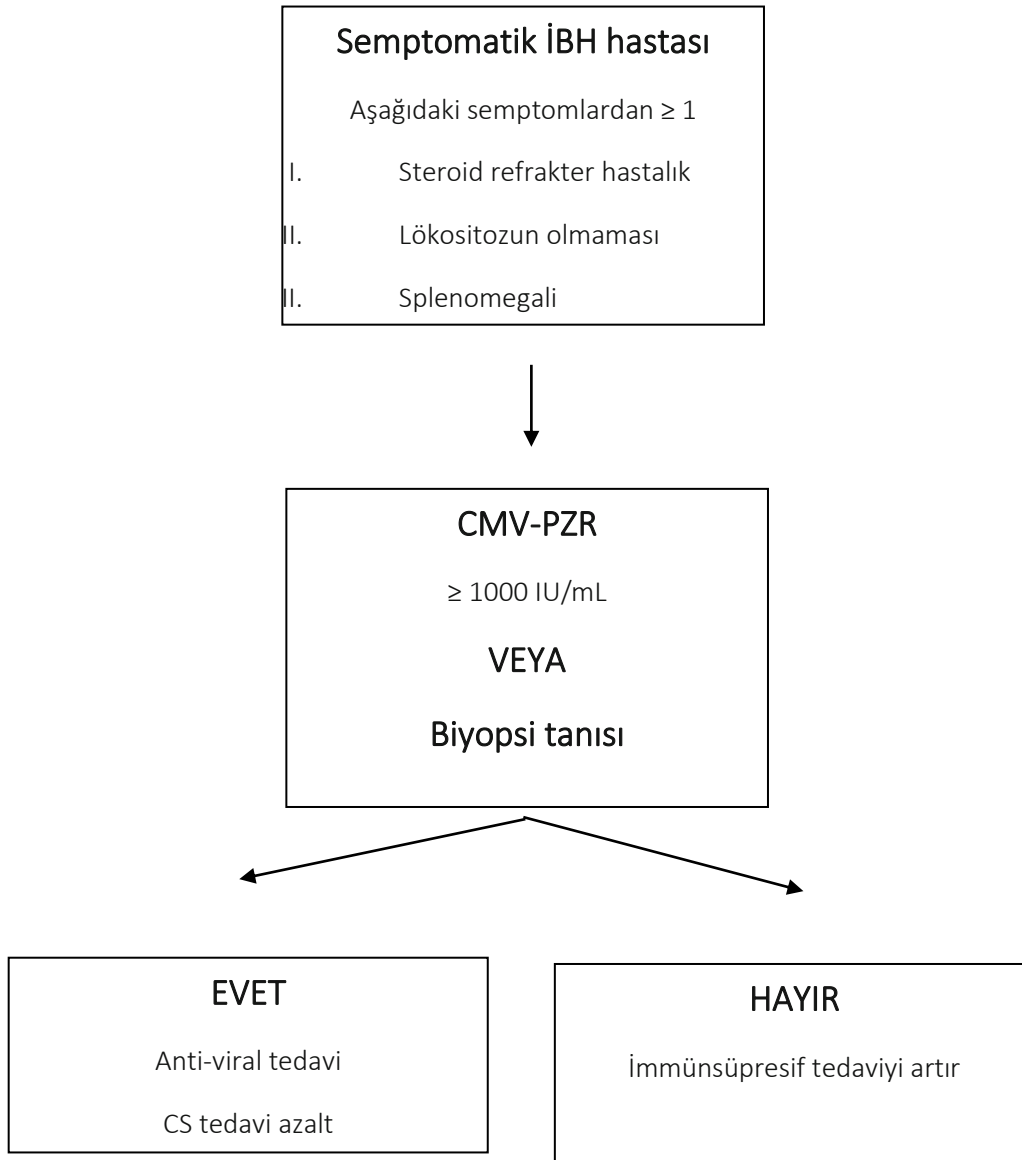 Semptomatik İBH hastası
Aşağıdaki semptomlardan ≥ 1
I. Steroid refrakter hastalık
II. Lökositozun olmaması
II. Splenomegali
CMV-PZR
≥ 1000 IU/mL
VEYA
Biyopsi tanısı
EVET
Anti-viral tedavi
CS tedavi azalt
HAYIR
İmmünsüpresif tedaviyi artır